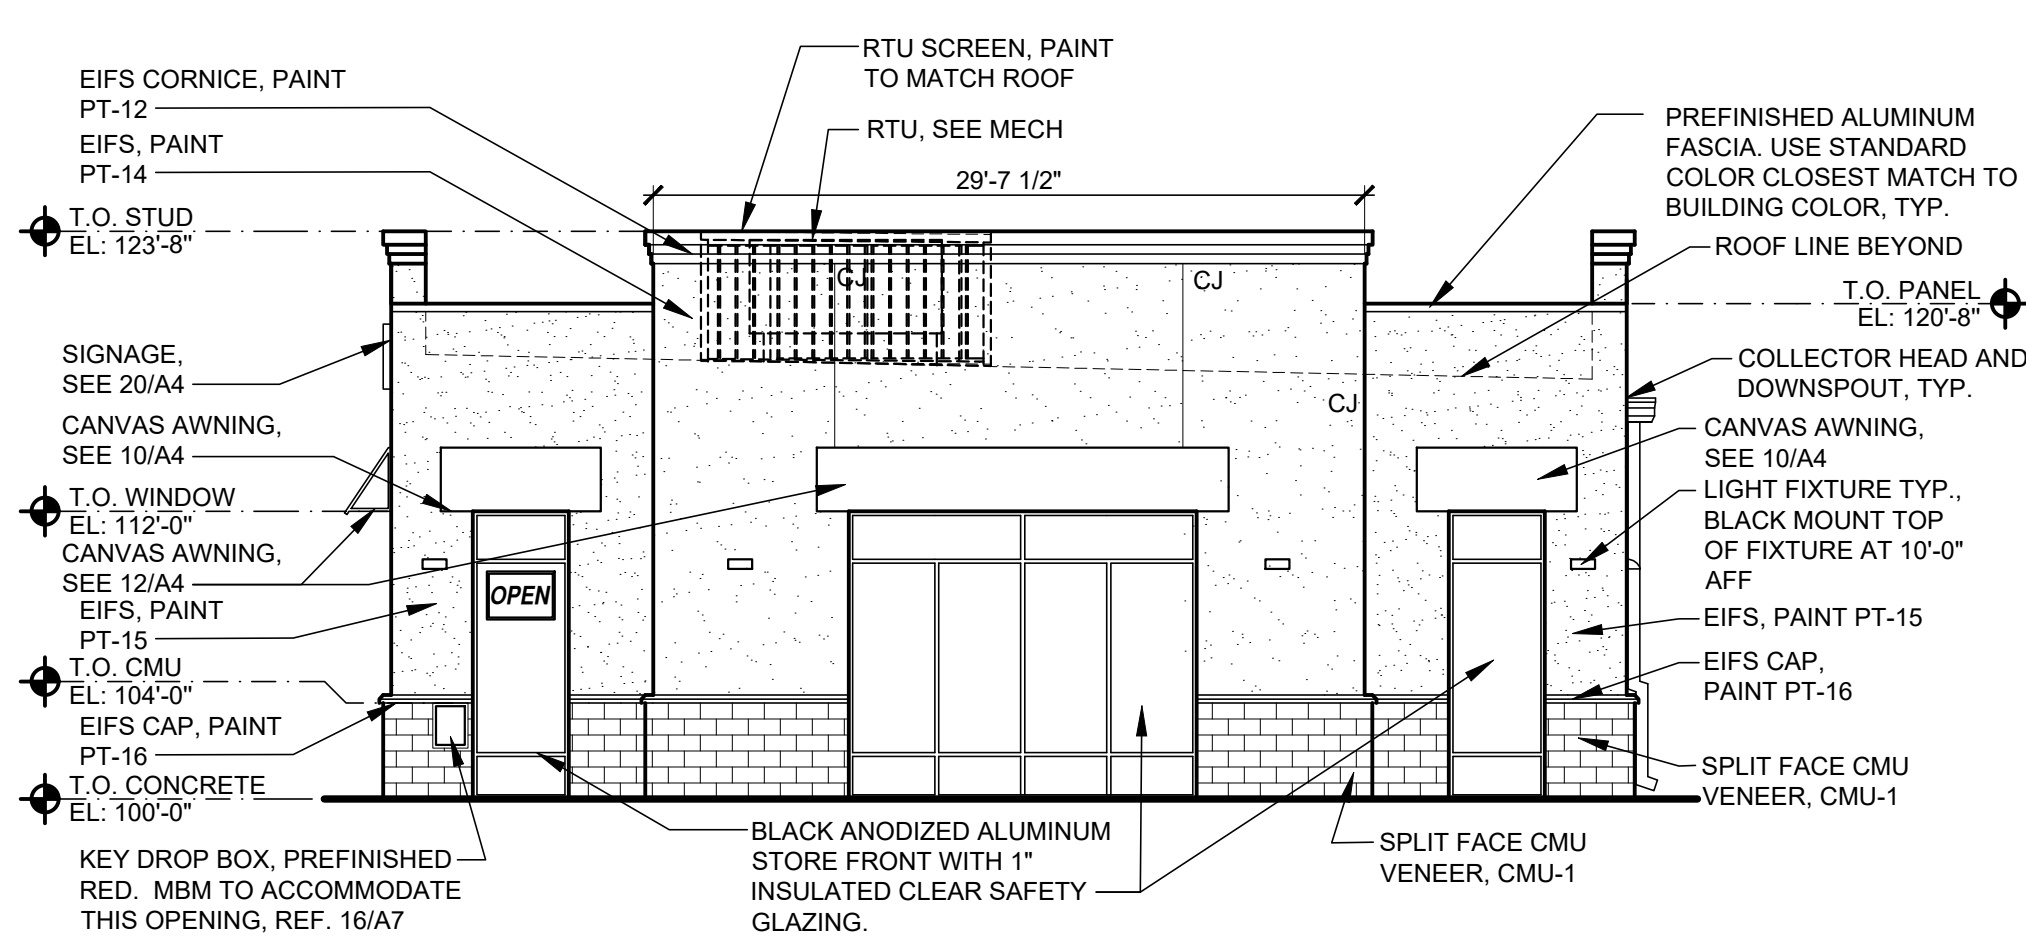 RTU SCREEN, PAINT
TO MATCH ROOF
RTU, SEE MECH
29'-7 1/2"
EIFS CORNICE, PAINT
PT-12
EIFS, PAINT
PT-14
T.O. STUD
EL: 123'-8"
SIGNAGE,
SEE 20/A4
CANVAS AWNING,
SEE 10/A4
T.O. WINDOW
EL: 112'-0"
CANVAS AWNING,
SEE 12/A4
EIFS, PAINT
PT-15
T.O. CMU
EL: 104'-0"
EIFS CAP, PAINT
PT-16
T.O. CONCRETE
EL: 100'-0"
KEY DROP BOX, PREFINISHED
RED. MBM TO ACCOMMODATE
THIS OPENING, REF. 16/A7
CJ
CJ
CJ
OPEN
BLACK ANODIZED ALUMINUM
STORE FRONT WITH 1"
INSULATED CLEAR SAFETY
GLAZING.
SPLIT FACE CMU
VENEER, CMU-1
PREFINISHED ALUMINUM
FASCIA. USE STANDARD
COLOR CLOSEST MATCH TO
BUILDING COLOR, TYP.
ROOF LINE BEYOND
T.O. PANEL
EL: 120'-8"
COLLECTOR HEAD AND
DOWNSPOUT, TYP.
CANVAS AWNING,
SEE 10/A4
LIGHT FIXTURE TYP.,
BLACK MOUNT TOP
OF FIXTURE AT 10'-0"
AFF
EIFS, PAINT PT-15
EIFS CAP,
PAINT PT-16
SPLIT FACE CMU
VENEER, CMU-1